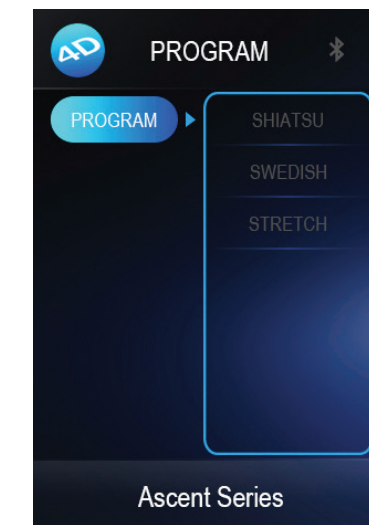 4D
PROGRAM
PROGRAM
SHIATSU
SWEDISH
STRETCH
Ascent Series